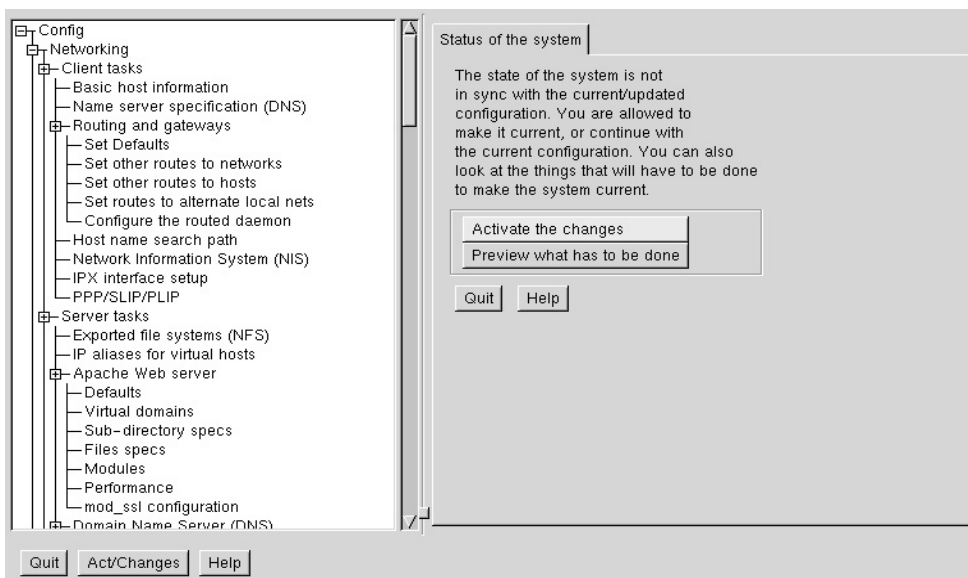 Config
Networking
Client tasks
Basic host information
Name server specification (DNS)
Routing and gateways
Set Defaults
Set other routes to networks
Set other routes to hosts
Set routes to alternate local nets
Configure the routed daemon
Host name search path
Network Information System (NIS)
IPX interface setup
PPP/SLIP/PLIP
Server tasks
Exported file systems (NFS)
IP aliases for virtual hosts
Apache Web server
Defaults
Virtual domains
Sub-directory specs
Files specs
Modules
Performance
mod_ssl configuration
Domain Name Server (DNS)
Status of the system
The state of the system is not
in sync with the current/updated
configuration. You are allowed to
make it current, or continue with
the current configuration. You can also
look at the things that will have to be done
to make the system current.
Activate the changes
Preview what has to be done
Quit Help
Quit Act/Changes Help